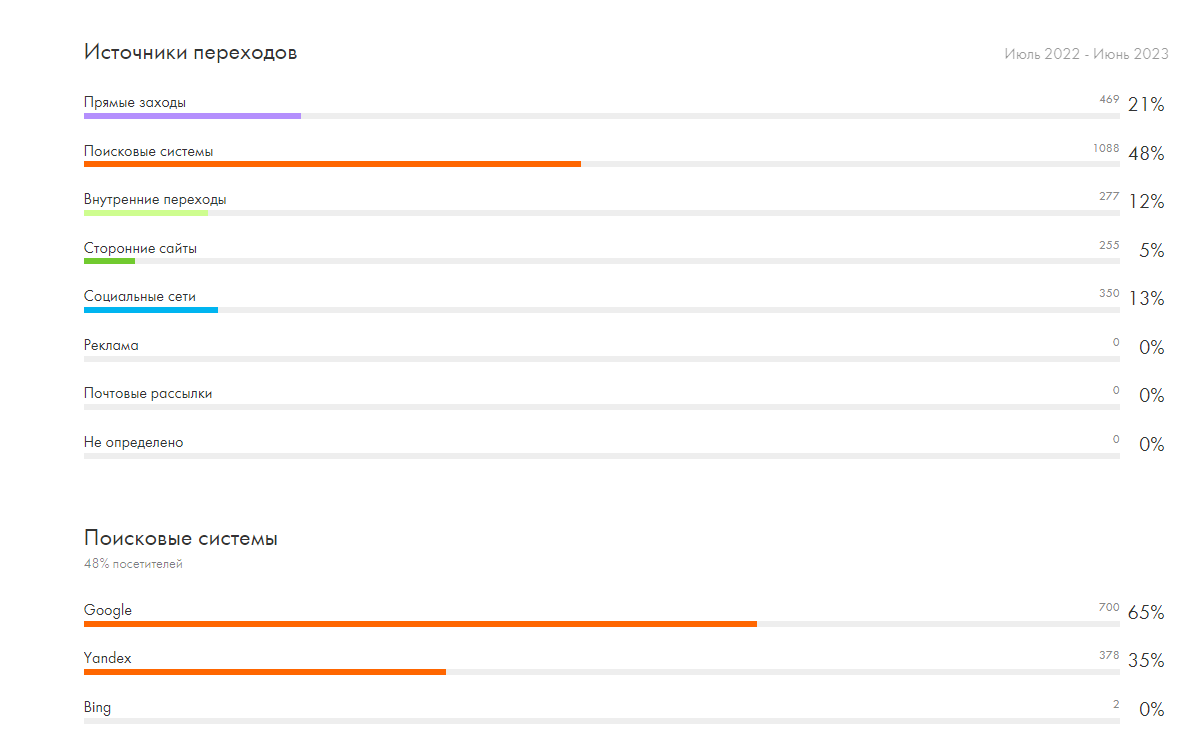 Источники переходов
Июль 2022 - Июнь 2023
Прямые заходы 469 21%
Поисковые системы 1088 48%
Внутренние переходы 277 12%
Сторонние сайты 255 5%
Социальные сети 350 13%
Реклама 0 0%
Почтовые рассылки 0 0%
Не определено 0 0%
Поисковые системы
48% посетителей
Google 700 65%
Yandex 378 35%
Bing 2 0%